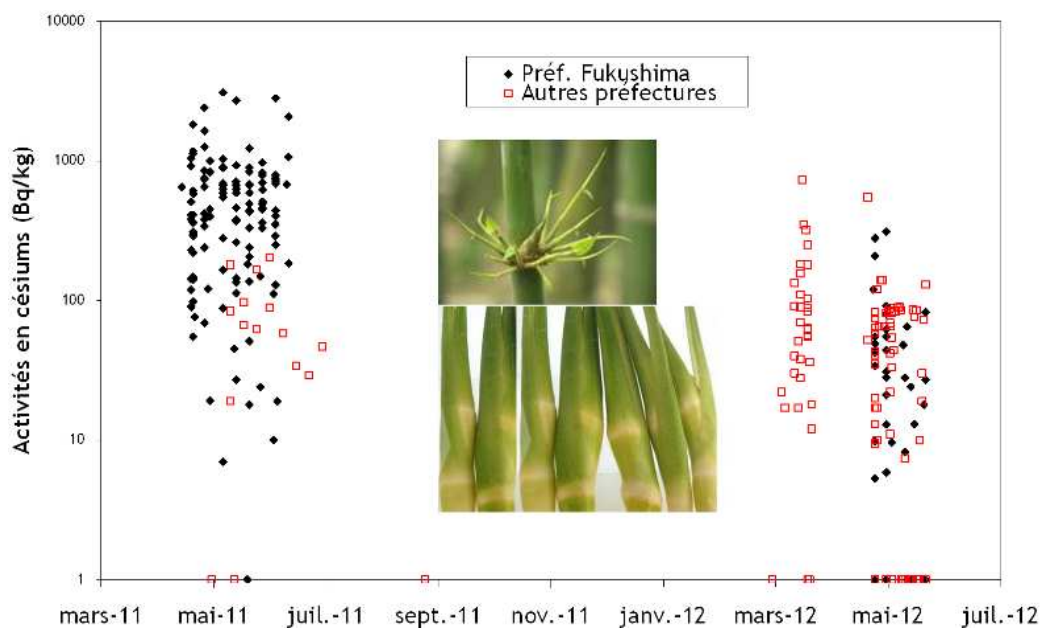 10000
1000
100
10
1
Activités en césiums (Bq/kg)
Préf. Fukushima
Autres préfectures
mars-11 mai-11 juil.-11 sept.-11 nov.-11 janv.-12 mars-12 mai-12 juil.-12